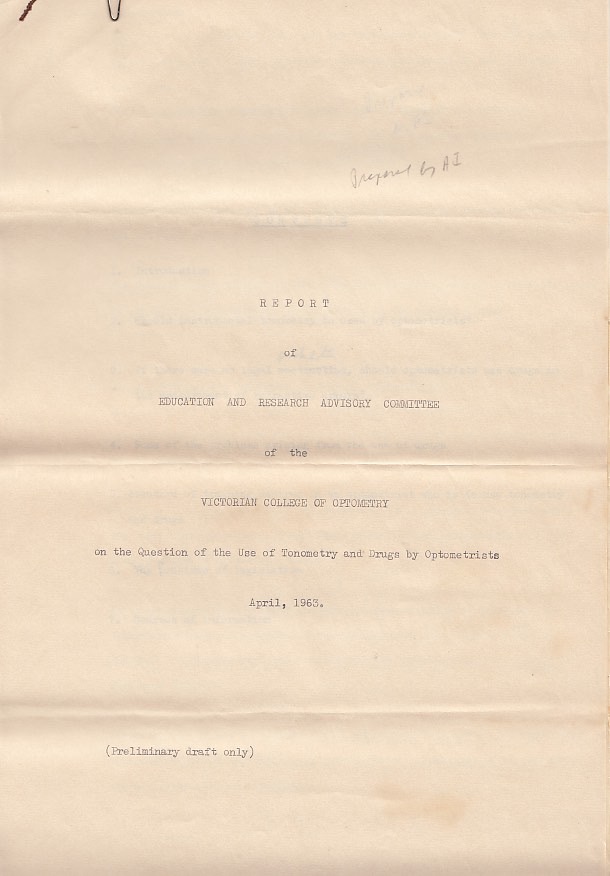 Prepared by AI
REPORT
of
EDUCATION AND RESEARCH ADVISORY COMMITTEE
of the
VICTORIAN COLLEGE OF OPTOMETRY
on the Question of the Use of Tonometry and Drugs by Optometrists
April, 1963.
(Preliminary draft only)